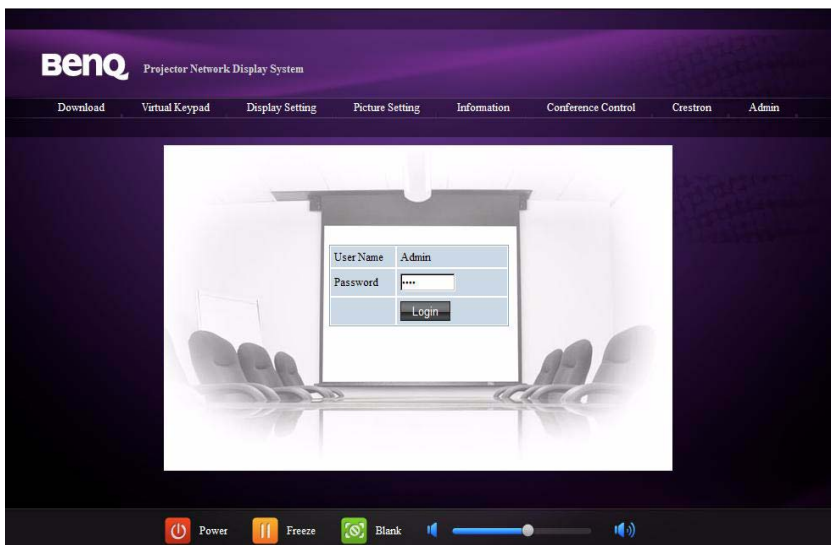 BenQ Projector Network Display System
Download Virtual Keypad Display Setting Picture Setting Information Conference Control Crestron Admin
User Name Admin
Password ••••
Login
Power Freeze Blank